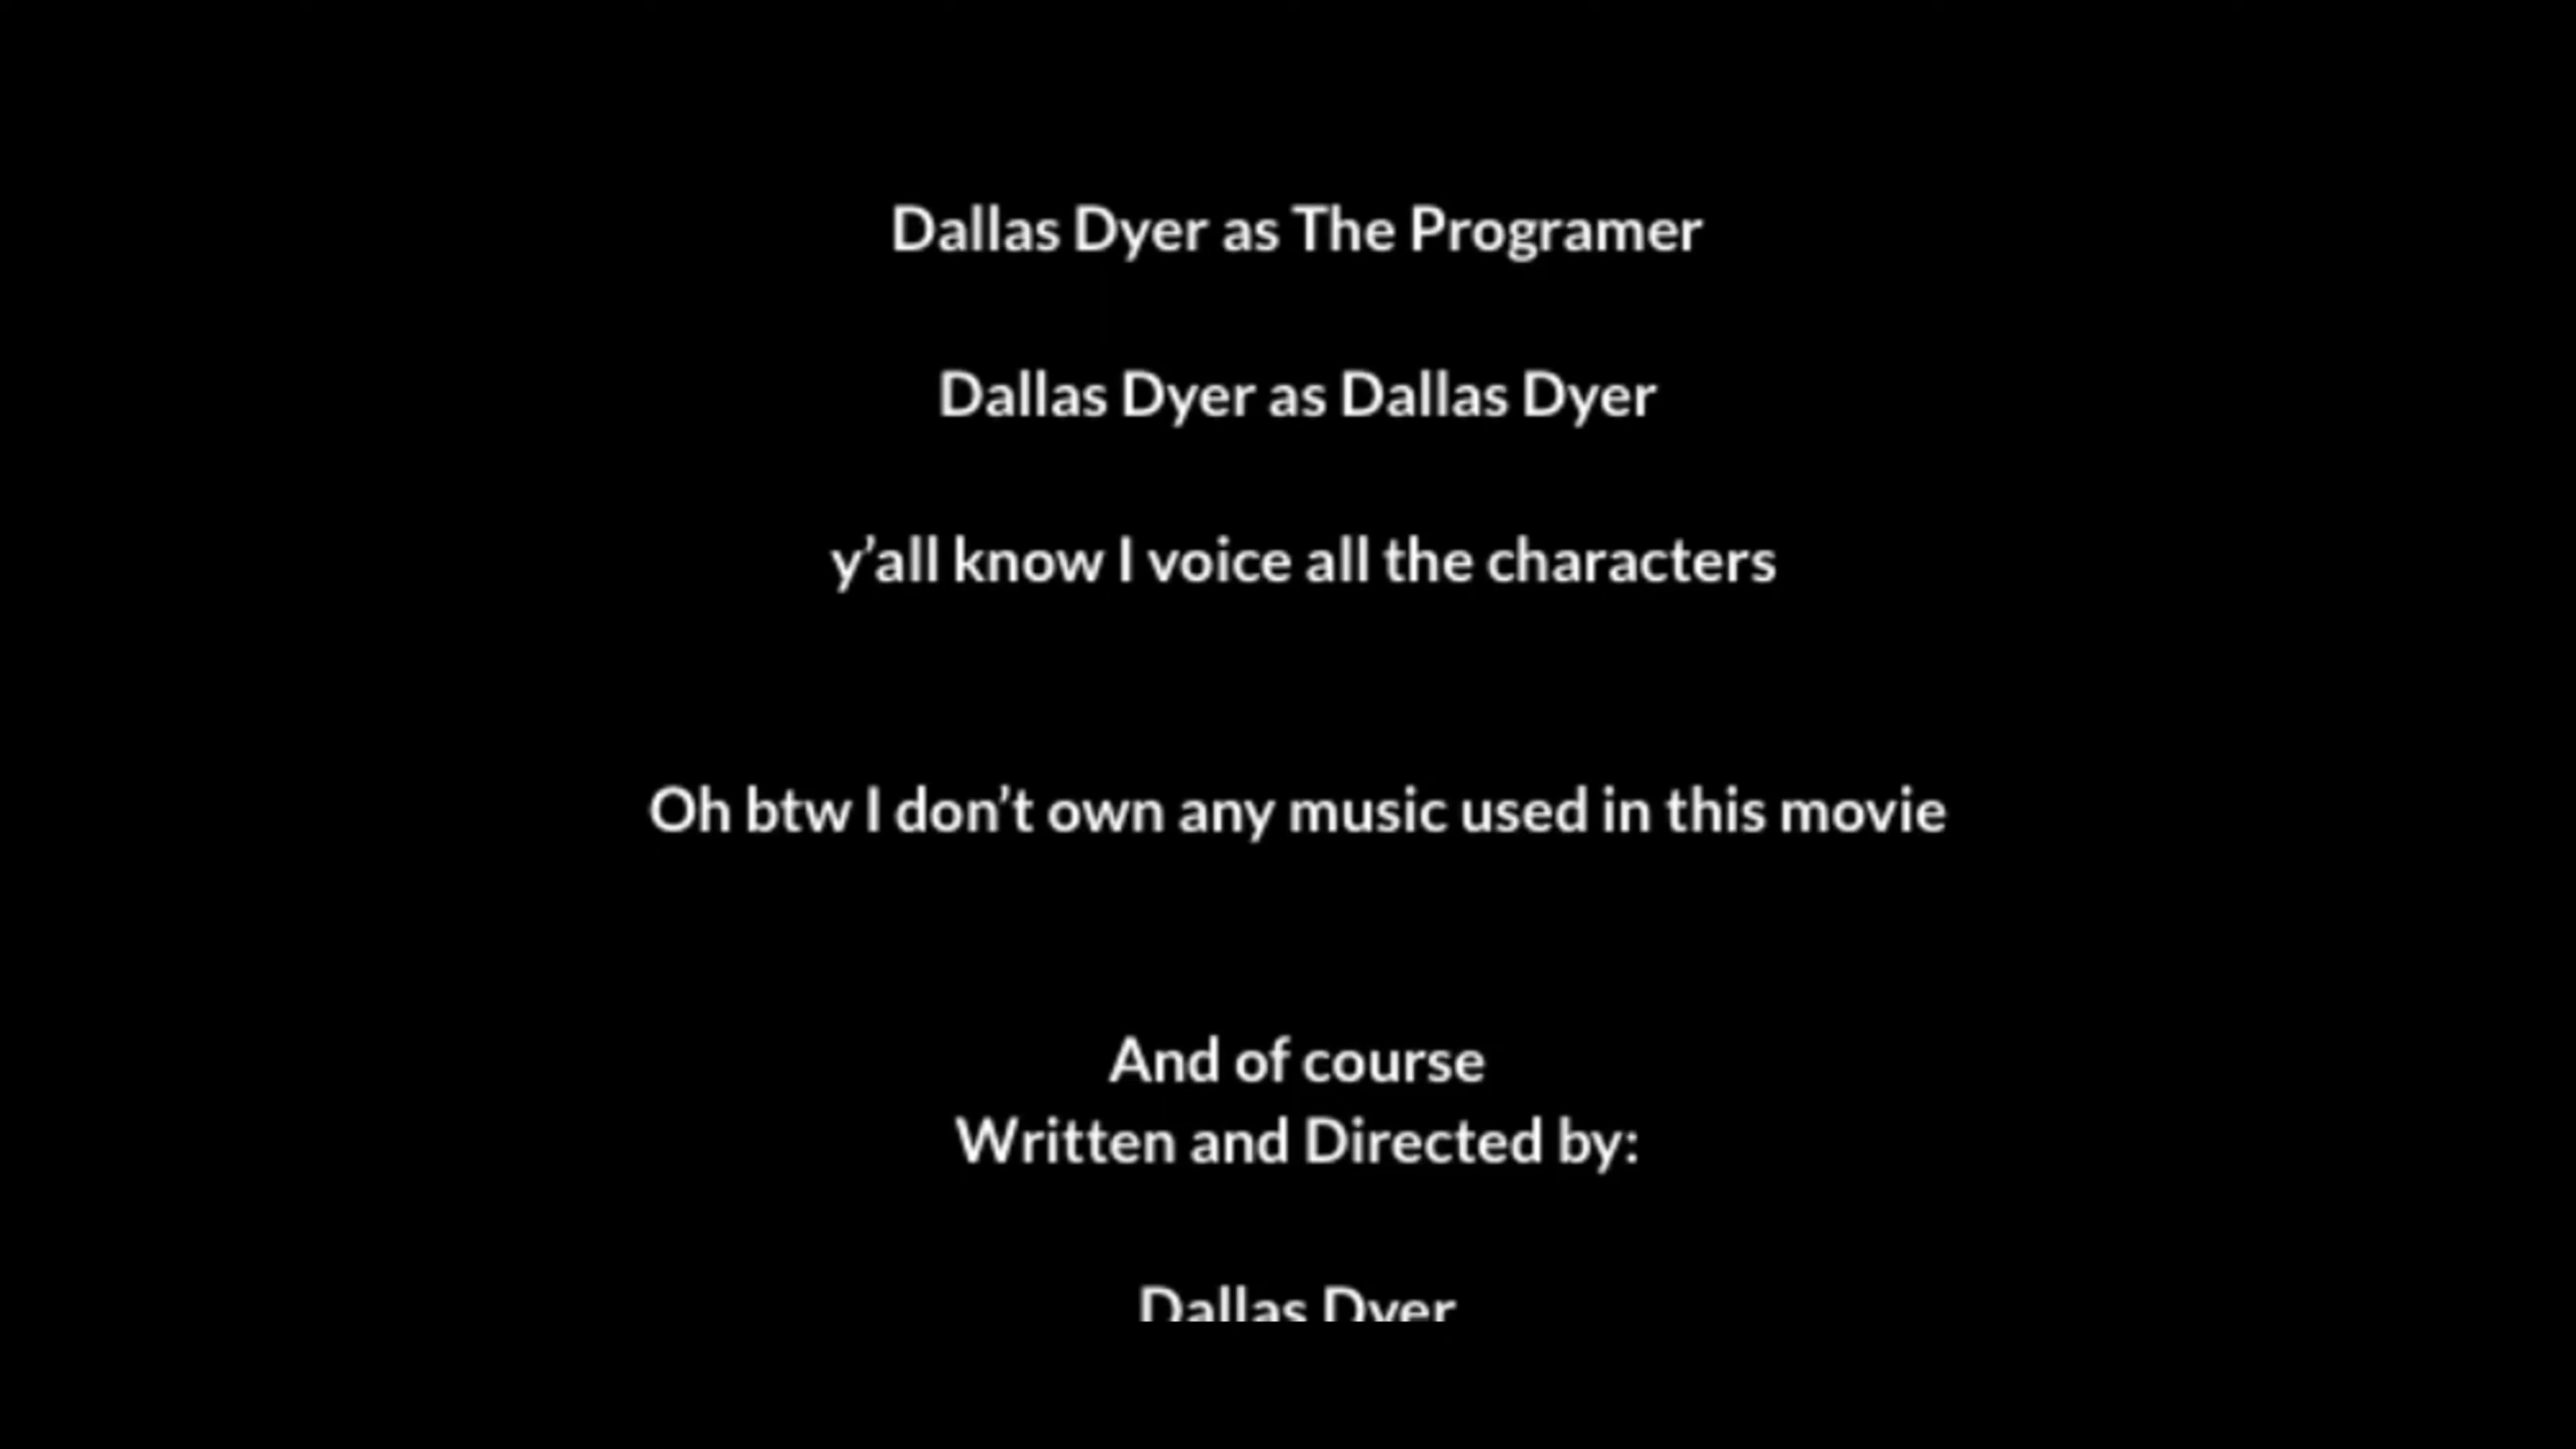 Dallas Dyer as The Programer
Dallas Dyer as Dallas Dyer
y’all know I voice all the characters
Oh btw I don’t own any music used in this movie
And of course
Written and Directed by:
Dallas Dyer